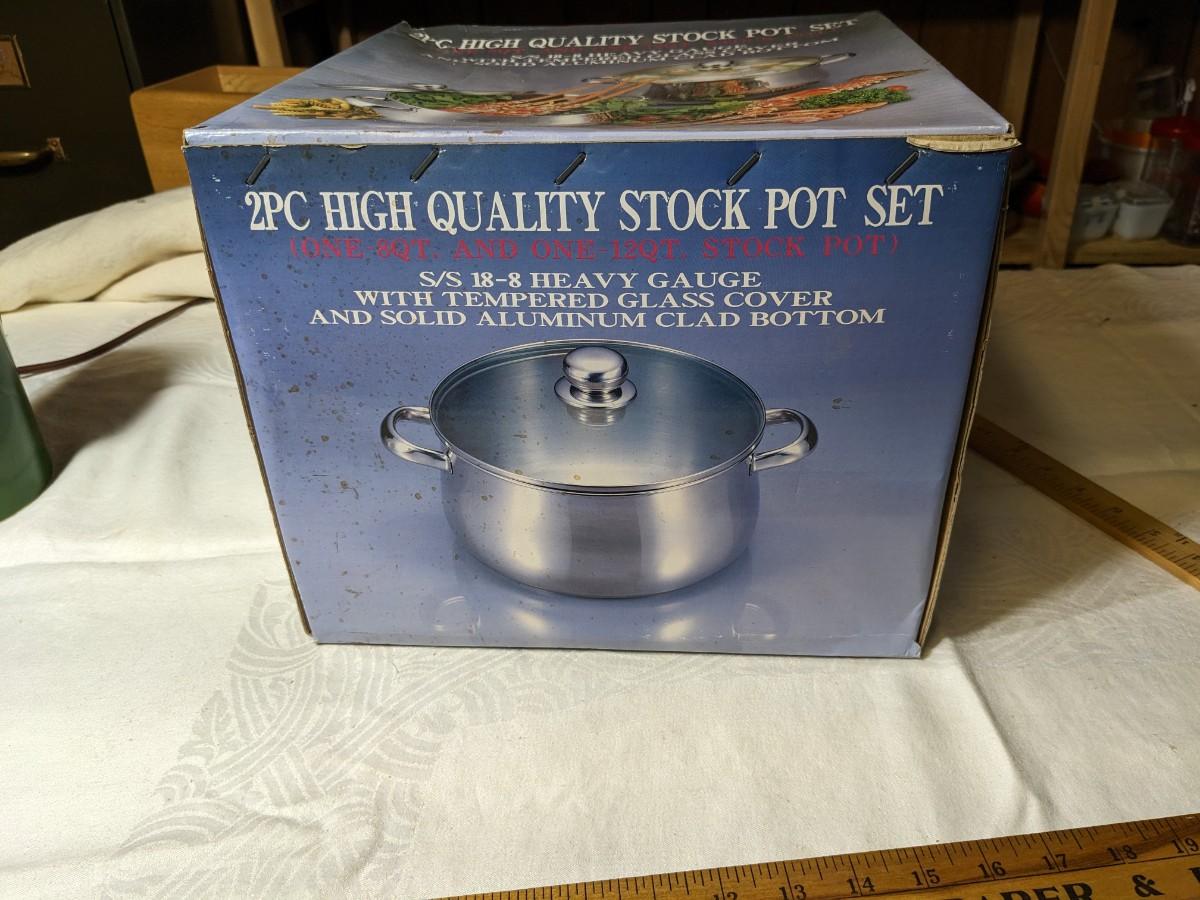 HIGH QUALITY STOCK POT SET
2PC HIGH QUALITY STOCK POT SET
(ONE-8QT. AND ONE-12QT. STOCK POT)
S/S 18-8 HEAVY GAUGE
WITH TEMPERED GLASS COVER
AND SOLID ALUMINUM CLAD BOTTOM
12 13 14 15 16 17 18 19
&